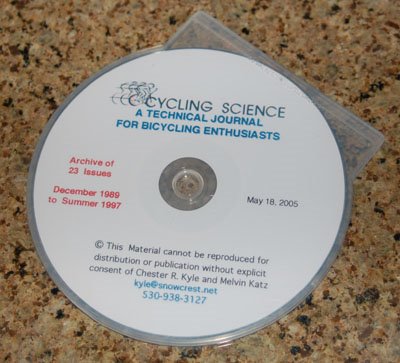 CYCLING SCIENCE
A TECHNICAL JOURNAL
FOR BICYCLING ENTHUSIASTS
Archive of
23 Issues
December 1989
to Summer 1997
May 18, 2005
© This Material cannot be reproduced for
distribution or publication without explicit
consent of Chester R. Kyle and Melvin Katz
kyle@snowcrest.net
530-938-3127